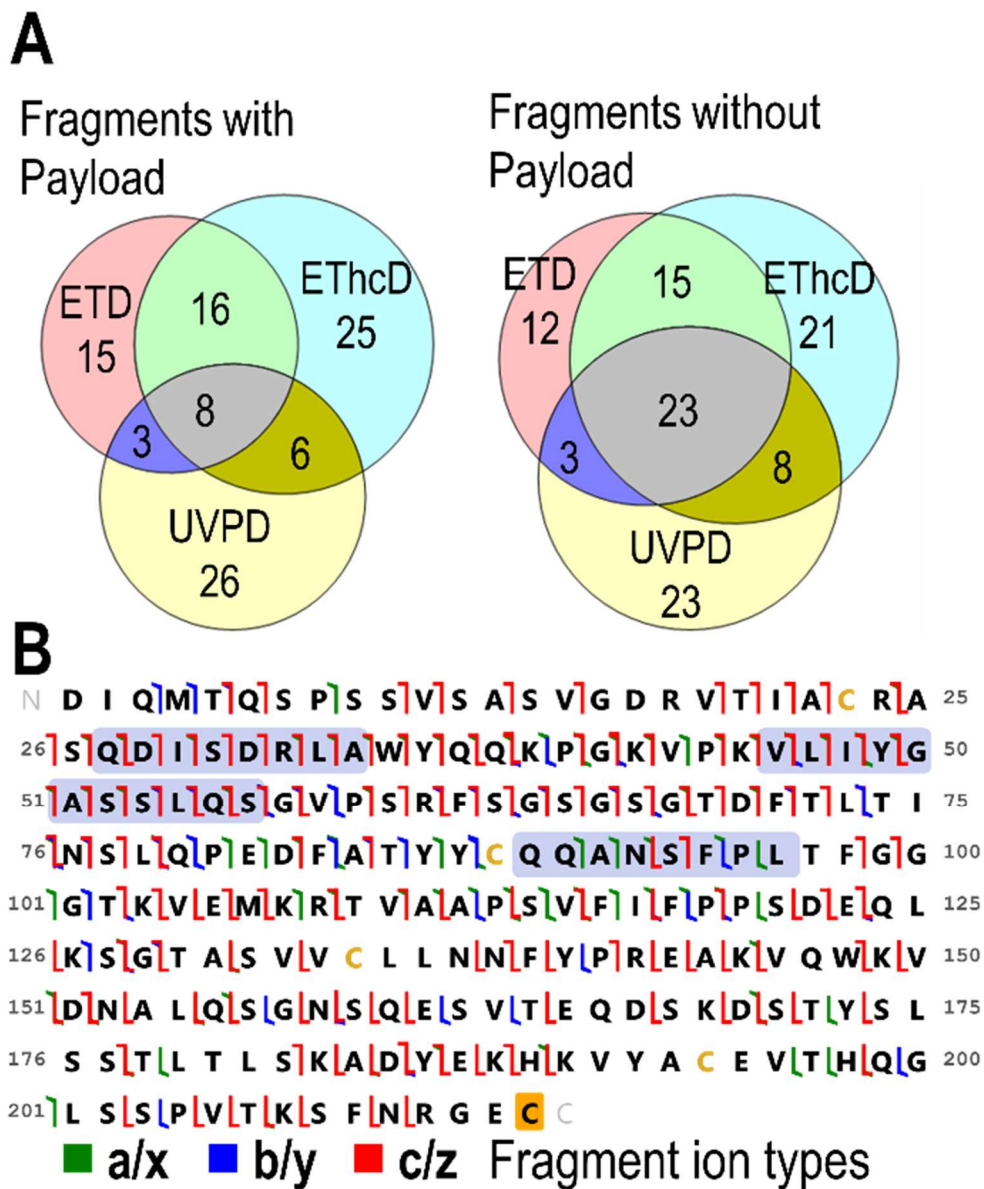 A
Fragments with
Payload
ETD
15
16
EThcD
25
8
3
6
UVPD
26
Fragments without
Payload
ETD
12
15
EThcD
21
23
3
8
UVPD
23
B
N D I Q M T Q S P S S V S A S V G D R V T I A C R A 25
26 S Q D I S D R L A W Y Q Q K P G K V P K V L I Y G 50
51 A S S L Q S G V P S R F S G S G S G T D F T L T I 75
76 N S L Q P E D F A T Y Y C Q Q A N S F P L T F G G 100
101 G T K V E M K R T V A A P S V F I F P P S D E Q L 125
126 K S G T A S V V C L L N N F Y P R E A K V Q W K V 150
151 D N A L Q S G N S Q E S V T E Q D S K D S T Y S L 175
176 S S T L T L S K A D Y E K H K V Y A C E V T H Q G 200
201 L S S P V T K S F N R G E C C
a/x b/y c/z Fragment ion types